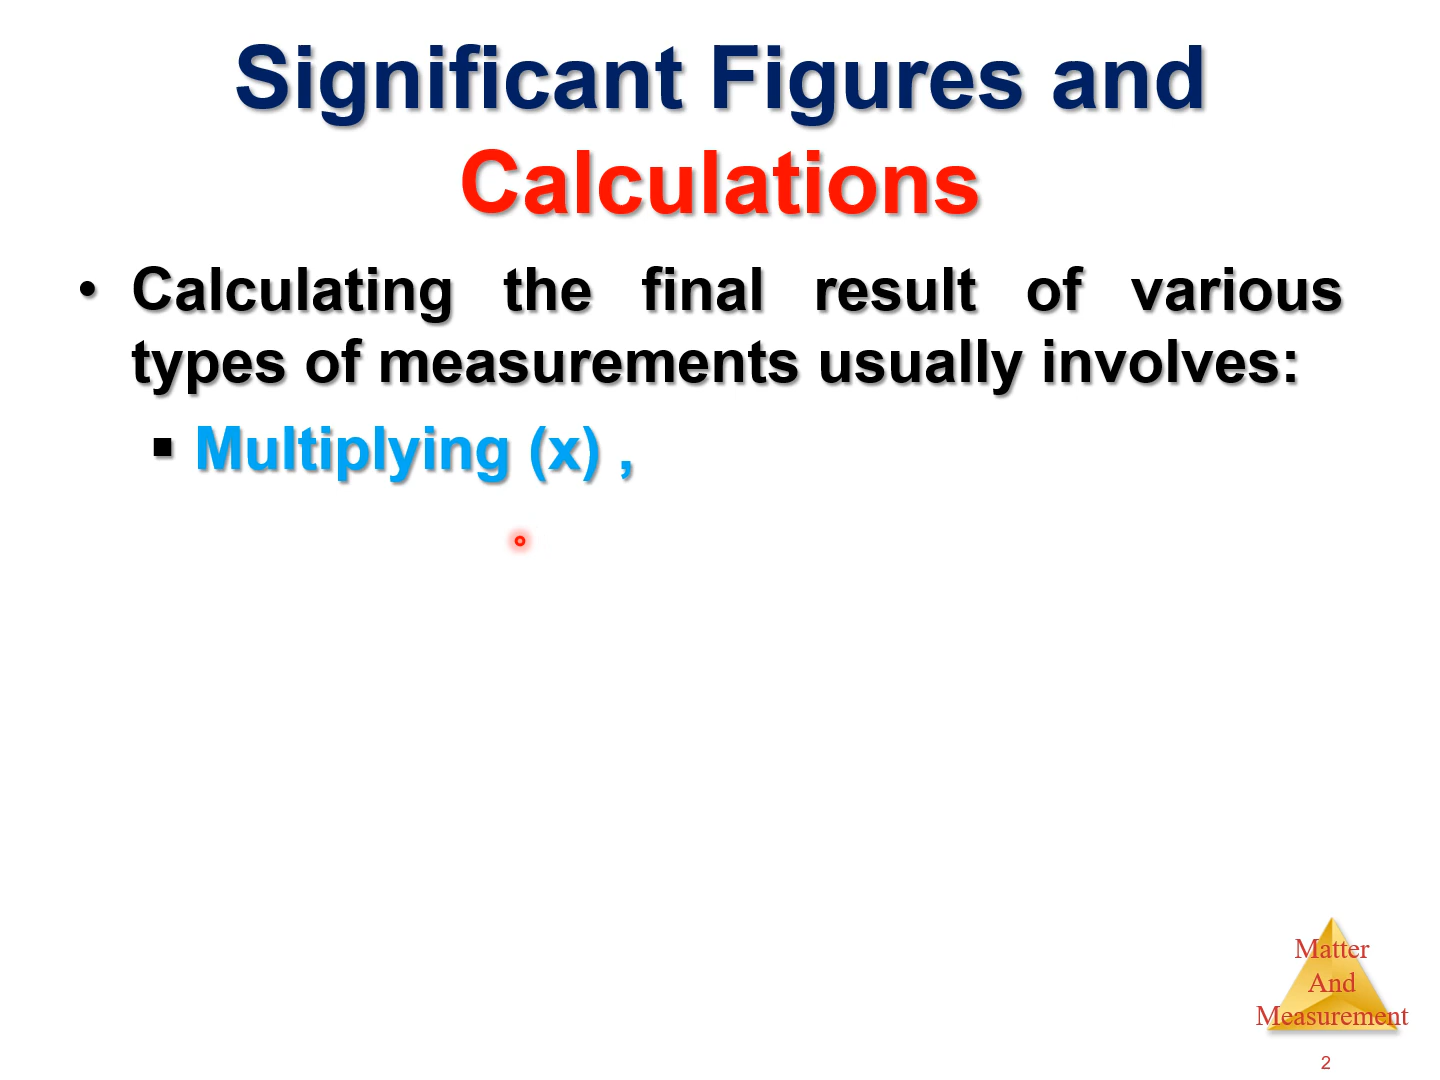 Significant Figures and
Calculations
• Calculating the final result of various
types of measurements usually involves:
▪ Multiplying (x) ,
Matter
And
Measurement
2